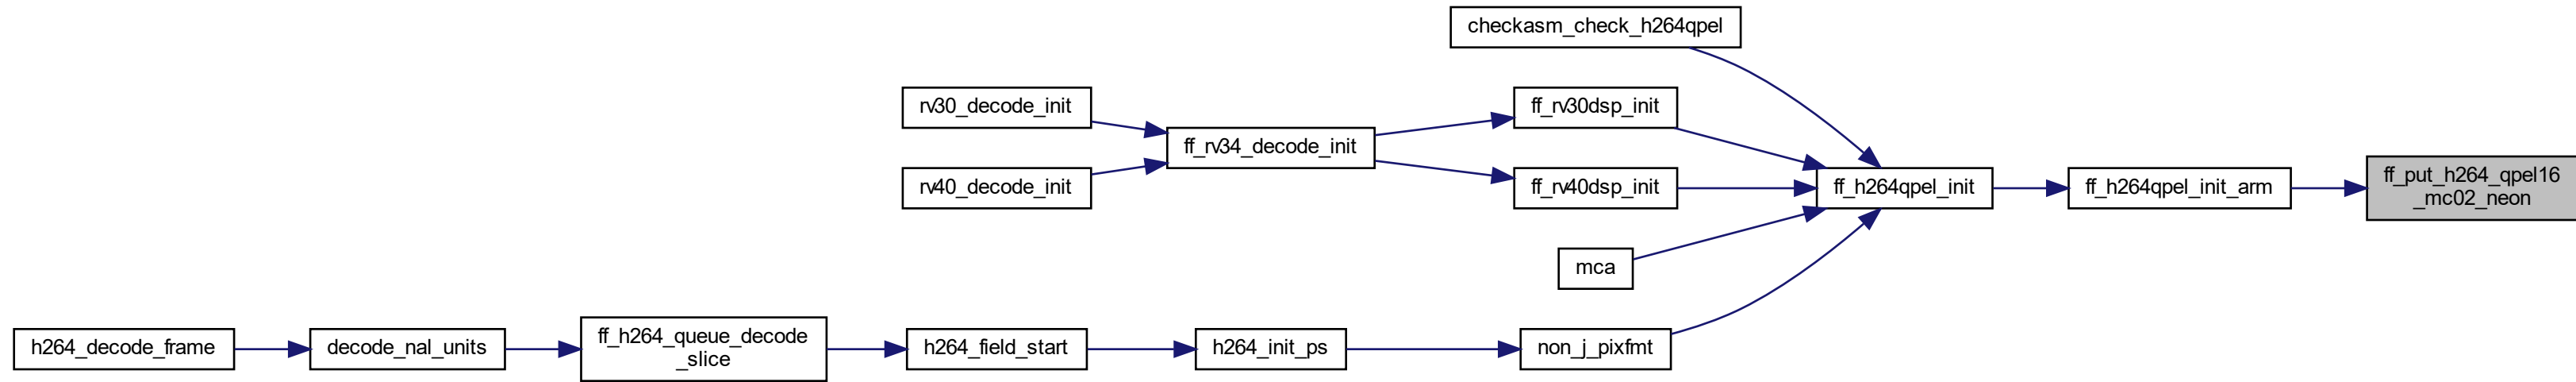 checkasm_check_h264qpel
rv30_decode_init
ff_rv30dsp_init
ff_rv34_decode_init
ff_put_h264_qpel16
_mc02_neon
rv40_decode_init
ff_rv40dsp_init
ff_h264qpel_init
ff_h264qpel_init_arm
mca
h264_decode_frame
decode_nal_units
ff_h264_queue_decode
_slice
h264_field_start
h264_init_ps
non_j_pixfmt